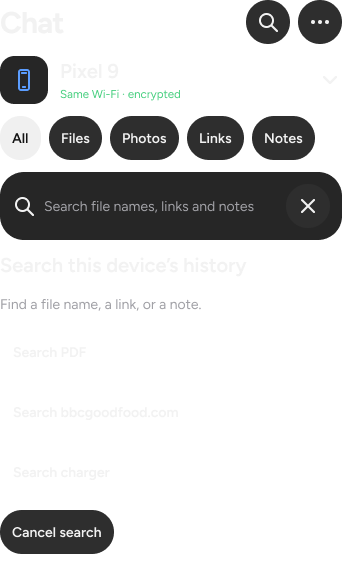 Chat
Pixel 9
Same Wi-Fi · encrypted
All
Files
Photos
Links
Notes
Search file names, links and notes
Search this device's history
Find a file name, a link, or a note.
Search PDF
Search bbcgoodfood.com
Search charger
Cancel search